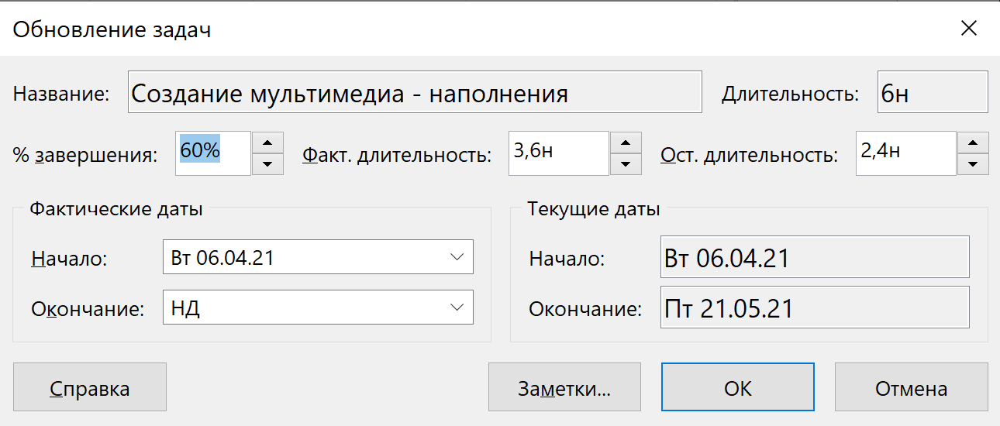 Обновление задач
Название: Создание мультимедиа - наполнения Длительность: 6н
% завершения: 60% Факт. длительность: 3,6н Ост. длительность: 2,4н
Фактические даты Текущие даты
Начало: Вт 06.04.21 Начало: Вт 06.04.21
Окончание: НД Окончание: Пт 21.05.21
Справка Заметки... ОК Отмена